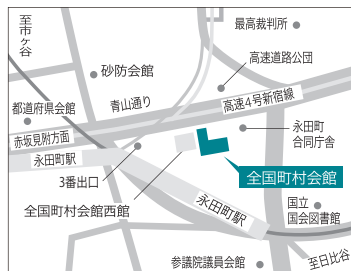 至市ヶ谷
最高裁判所
砂防会館
高速道路公団
都道府県会館
青山通り
高速4号新宿線
赤坂見附方面
永田町
合同庁舎
永田町駅
3番出口
全国町村会館
全国町村会館西館
永田町駅
国立
国会図書館
参議院議員会館
至日比谷